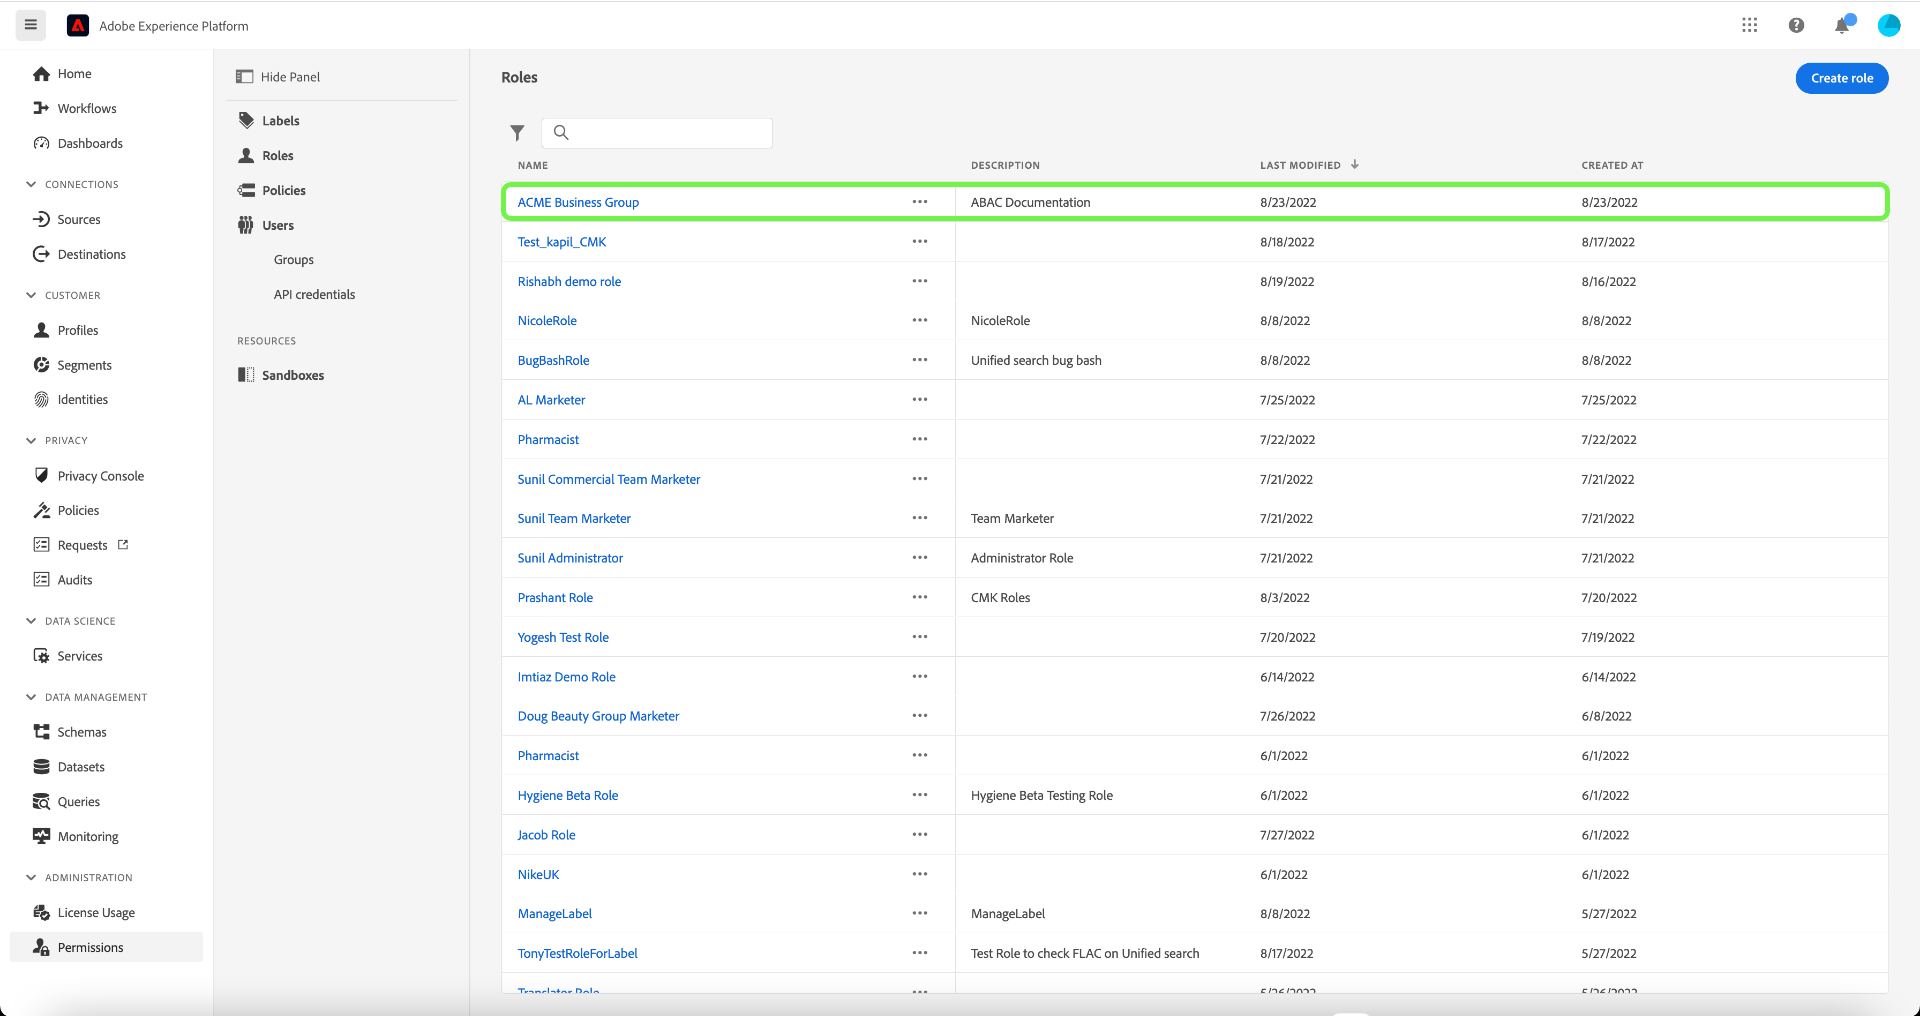 Adobe Experience Platform
Home
Workflows
Dashboards
CONNECTIONS
Sources
Destinations
CUSTOMER
Profiles
Segments
Identities
PRIVACY
Privacy Console
Policies
Requests
Audits
DATA SCIENCE
Services
DATA MANAGEMENT
Schemas
Datasets
Queries
Monitoring
ADMINISTRATION
License Usage
Permissions
Hide Panel
Labels
Roles
Policies
Users
Groups
API credentials
RESOURCES
Sandboxes
Roles
Create role
NAME DESCRIPTION LAST MODIFIED CREATED AT
ACME Business Group ABAC Documentation 8/23/2022 8/23/2022
Test_kapil_CMK 8/18/2022 8/17/2022
Rishabh demo role 8/19/2022 8/16/2022
NicoleRole NicoleRole 8/8/2022 8/8/2022
BugBashRole Unified search bug bash 8/8/2022 8/8/2022
AL Marketer 7/25/2022 7/25/2022
Pharmacist 7/22/2022 7/22/2022
Sunil Commercial Team Marketer 7/21/2022 7/21/2022
Sunil Team Marketer Team Marketer 7/21/2022 7/21/2022
Sunil Administrator Administrator Role 7/21/2022 7/21/2022
Prashant Role CMK Roles 8/3/2022 7/20/2022
Yogesh Test Role 7/20/2022 7/19/2022
Imtiaz Demo Role 6/14/2022 6/14/2022
Doug Beauty Group Marketer 7/26/2022 6/8/2022
Pharmacist 6/1/2022 6/1/2022
Hygiene Beta Role Hygiene Beta Testing Role 6/1/2022 6/1/2022
Jacob Role 7/27/2022 6/1/2022
NikeUK 6/1/2022 6/1/2022
ManageLabel ManageLabel 8/8/2022 5/27/2022
TonyTestRoleForLabel Test Role to check FLAC on Unified search 8/17/2022 5/27/2022
Translator Role 5/26/2022 5/26/2022